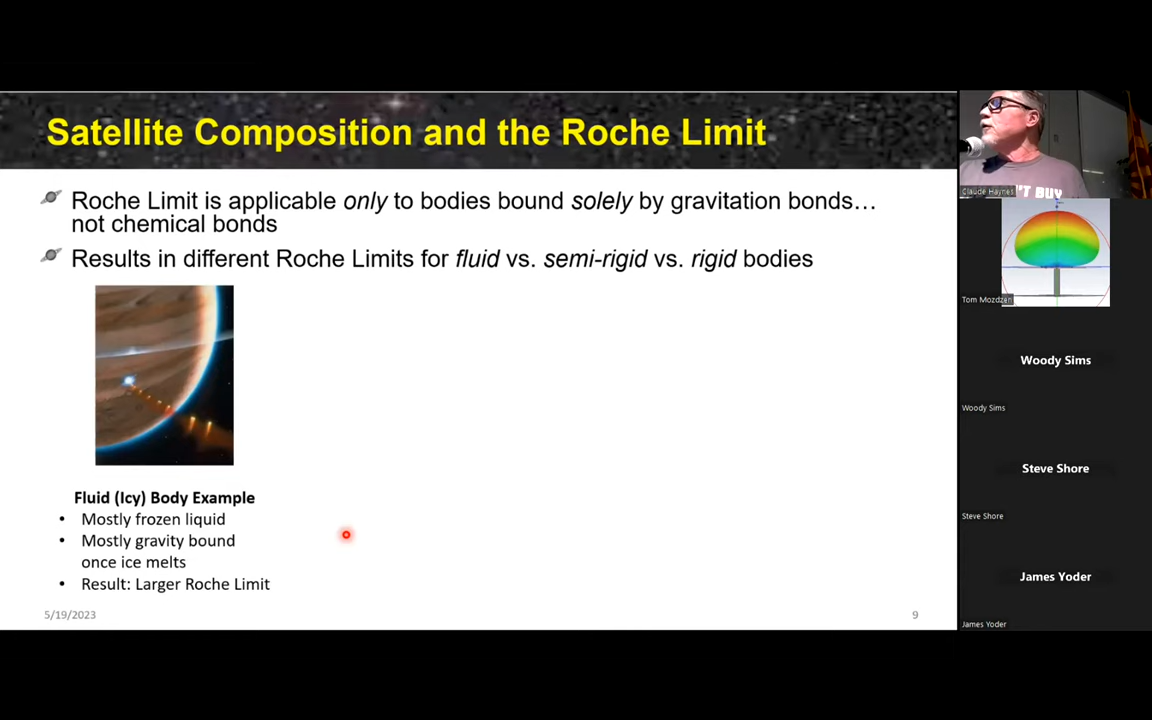 Satellite Composition and the Roche Limit
Roche Limit is applicable only to bodies bound solely by gravitation bonds…
not chemical bonds
Results in different Roche Limits for fluid vs. semi-rigid vs. rigid bodies
Fluid (Icy) Body Example
• Mostly frozen liquid
• Mostly gravity bound
once ice melts
• Result: Larger Roche Limit
5/19/2023
9
Claude Haynes
'T BUY
Tom Mozdzen
Woody Sims
Woody Sims
Steve Shore
Steve Shore
James Yoder
James Yoder